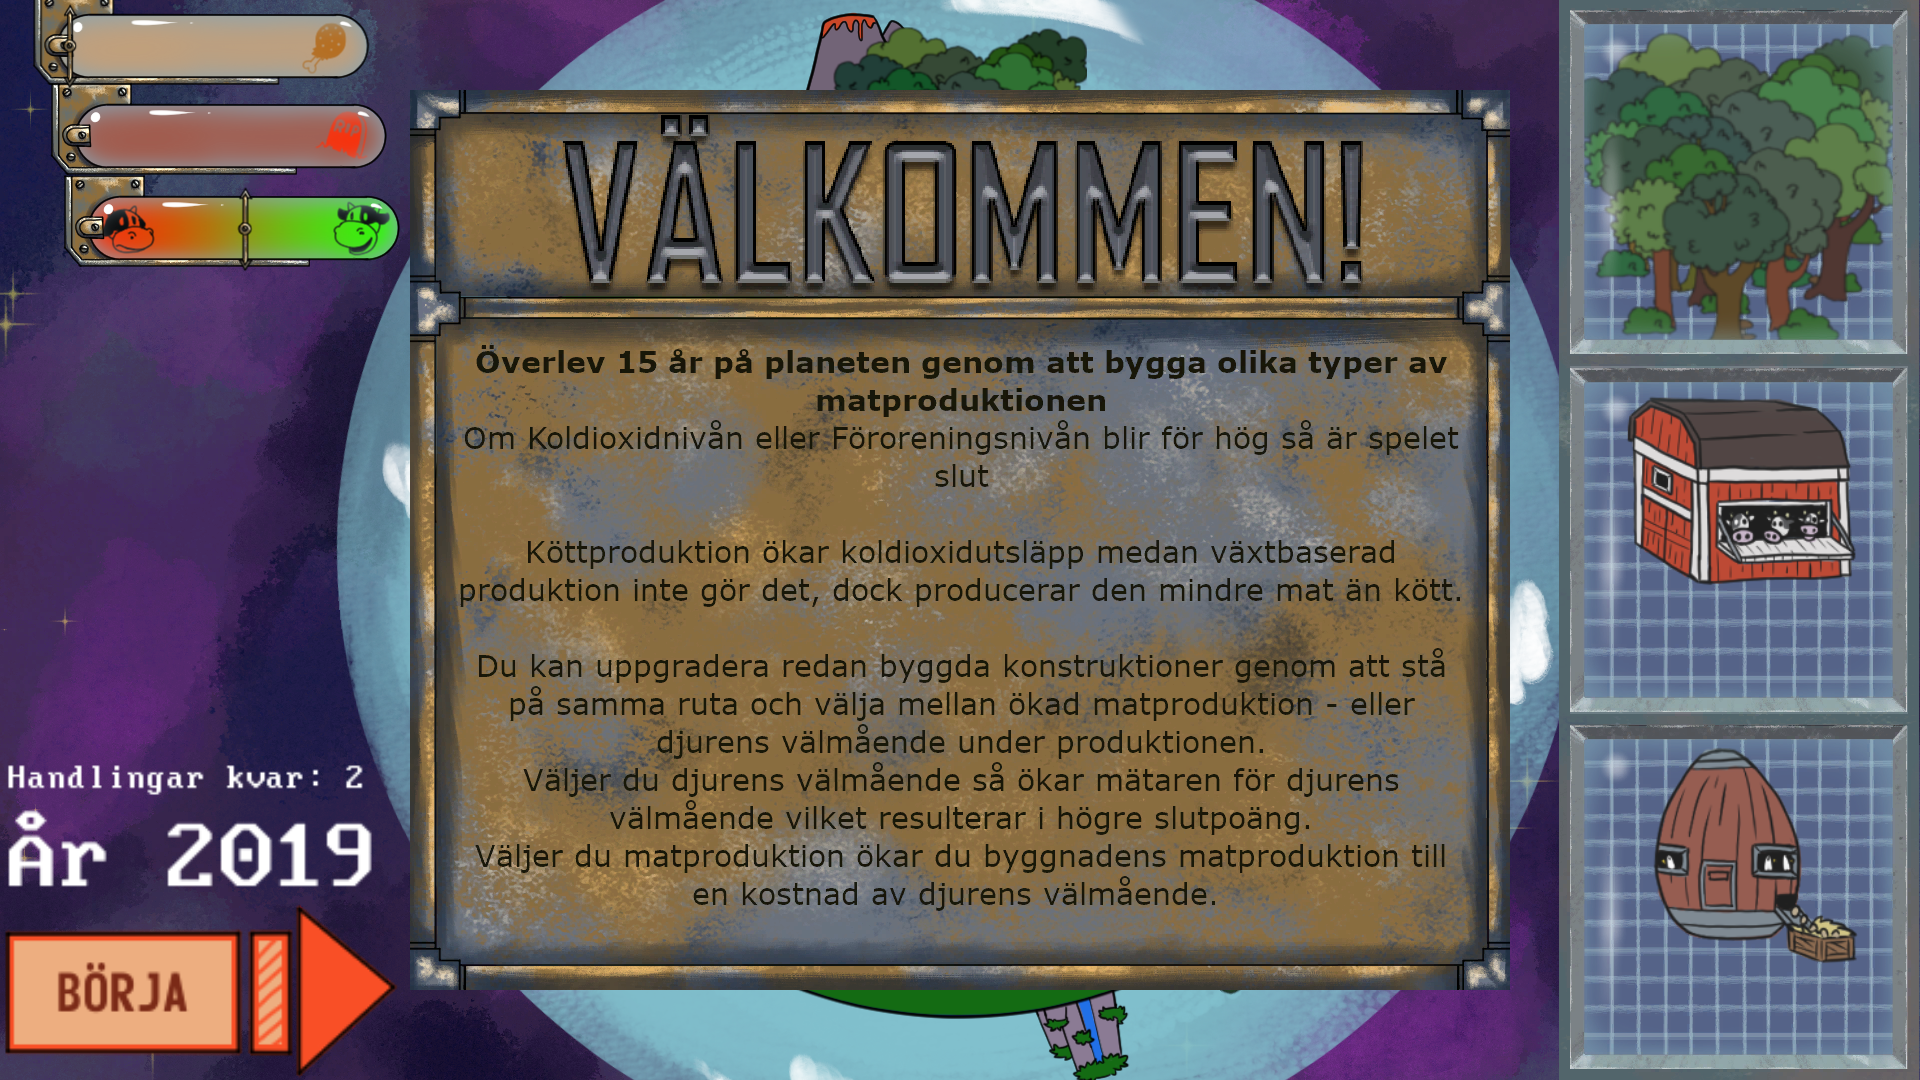 RIP
VÄLKOMMEN!
Överlev 15 år på planeten genom att bygga olika typer av
matproduktionen
Om Koldioxidnivån eller Föroreningsnivån blir för hög så är spelet
slut
Köttproduktion ökar koldioxidutsläpp medan växtbaserad
produktion inte gör det, dock producerar den mindre mat än kött.
Du kan uppgradera redan byggda konstruktioner genom att stå
på samma ruta och välja mellan ökad matproduktion - eller
djurens välmående under produktionen.
Väljer du djurens välmående så ökar mätaren för djurens
välmående vilket resulterar i högre slutpoäng.
Väljer du matproduktion ökar du byggnadens matproduktion till
en kostnad av djurens välmående.
Handlingar kvar: 2
År 2019
BÖRJA